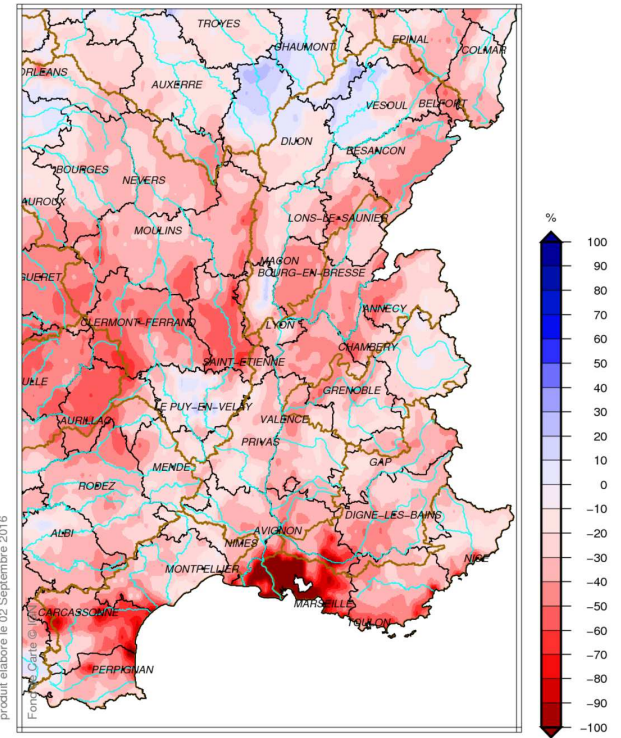 TROYES
CHAUMONT
EPINAL
COLMAR
ORLEANS
AUXERRE
VESOUL
BELFORT
DIJON
BESANCON
BOURGES
NEVERS
AUROUX
LONS-LE-SAUNIER
MOULINS
MACON
BOURG-EN-BRESSE
GUERET
ANNECY
CLERMONT-FERRAND
LYON
CHAMBERY
SAINT-ETIENNE
ULLE
GRENOBLE
LE PUY-EN-VELAY
AURILLAC
VALENCE
PRIVAS
GAP
MENDE
RODEZ
DIGNE-LES-BAINS
AVIGNON
ALBI
NIMES
NICE
MONTPELLIER
MARSEILLE
CARCASSONNE
TOULON
PERPIGNAN
%
100
90
80
70
60
50
40
30
20
10
0
-10
-20
-30
-40
-50
-60
-70
-80
-90
-100
produit élaboré le 02 Septembre 2016
Fond de Carte © IGN